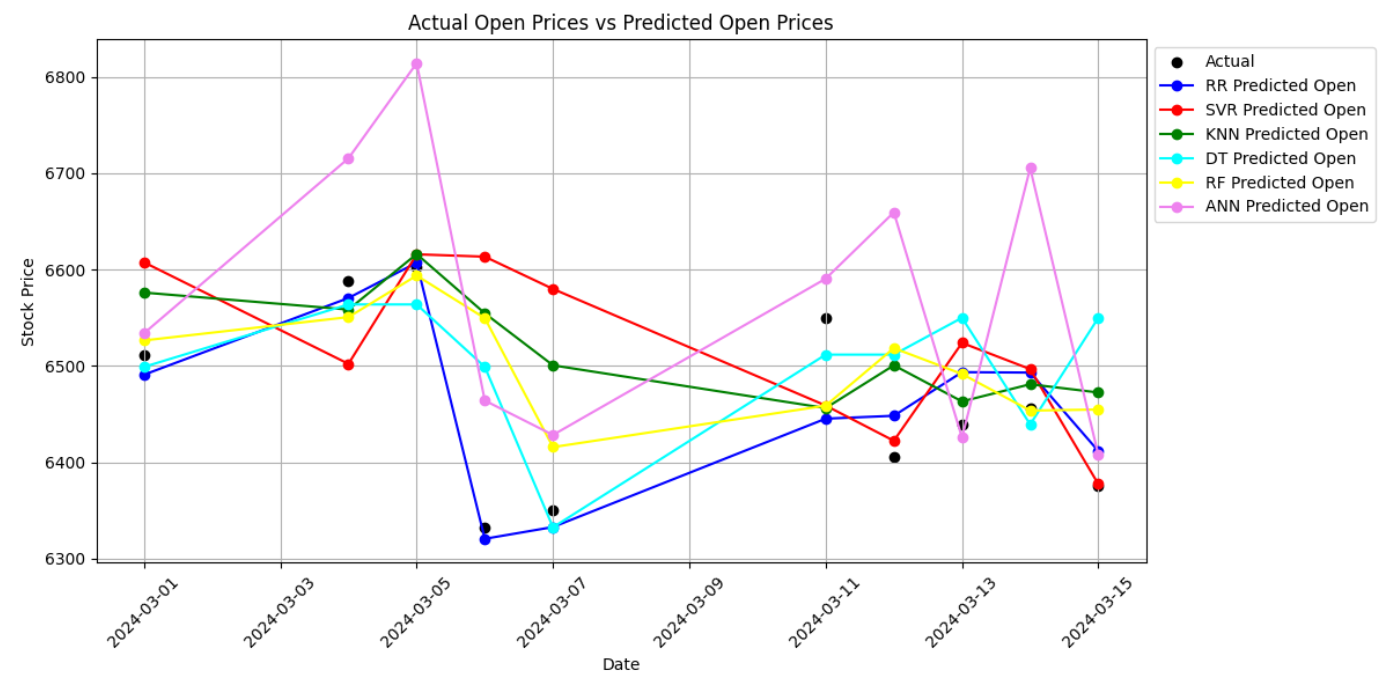 Actual Open Prices vs Predicted Open Prices
Actual
RR Predicted Open
SVR Predicted Open
KNN Predicted Open
DT Predicted Open
RF Predicted Open
ANN Predicted Open
Stock Price
6800
6700
6600
6500
6400
6300
2024-03-01
2024-03-03
2024-03-05
2024-03-07
2024-03-09
2024-03-11
2024-03-13
2024-03-15
Date